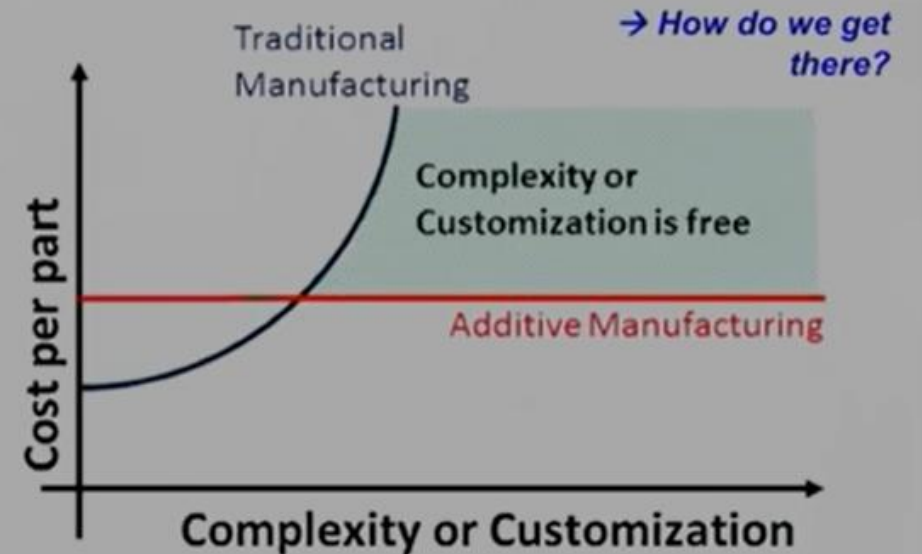 Traditional
Manufacturing
→ How do we get
there?
Complexity or
Customization is free
Additive Manufacturing
Cost per part
Complexity or Customization